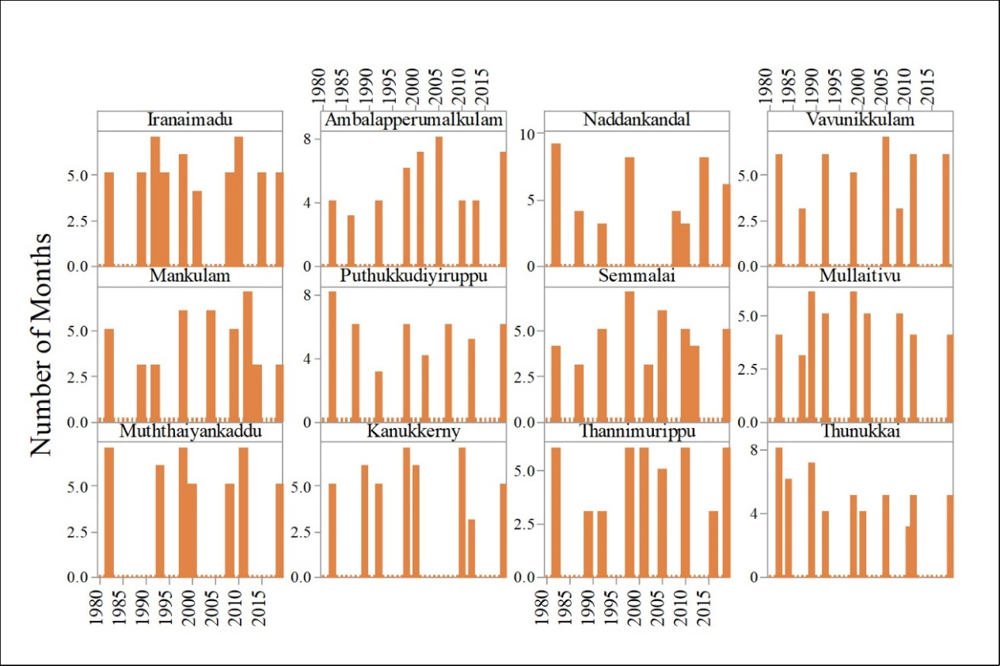 1980 1985 1990 1995 2000 2005 2010 2015
1980 1985 1990 1995 2000 2005 2010 2015
Number of Months
Iranaimadu
5.0
2.5
0.0
Ambalapperumalkulam
8
4
0
Naddankandal
10
5
0
Vavunikkulam
5.0
2.5
0.0
Mankulam
5.0
2.5
0.0
Puthukkudiyiruppu
8
4
0
Semmalai
5.0
2.5
0.0
Mullaitivu
5.0
2.5
0.0
Muththaiyankaddu
5.0
2.5
0.0
Kanukkerny
5.0
2.5
0.0
Thannimurippu
5.0
2.5
0.0
Thunukkai
8
4
0
1980 1985 1990 1995 2000 2005 2010 2015
1980 1985 1990 1995 2000 2005 2010 2015